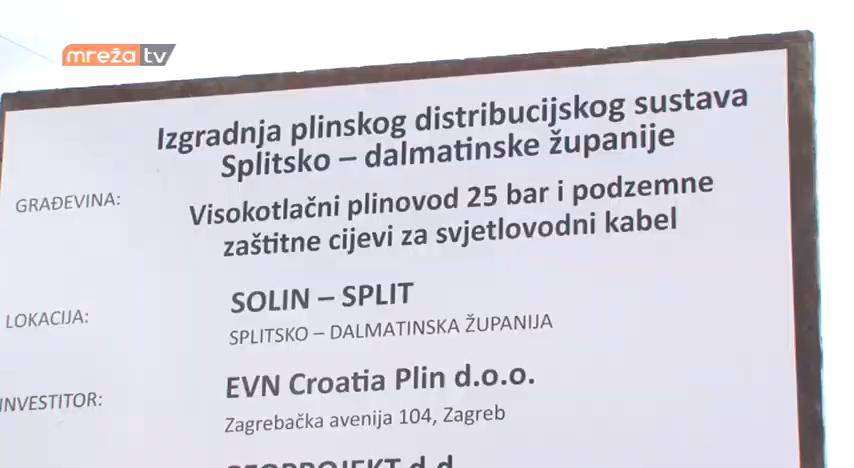 mreža tv
Izgradnja plinskog distribucijskog sustava
Splitsko – dalmatinske županije
GRAĐEVINA:
Visokotlačni plinovod 25 bar i podzemne
zaštitne cijevi za svjetlovodni kabel
LOKACIJA:
SOLIN – SPLIT
SPLITSKO – DALMATINSKA ŽUPANIJA
INVESTITOR:
EVN Croatia Plin d.o.o.
Zagrebačka avenija 104, Zagreb